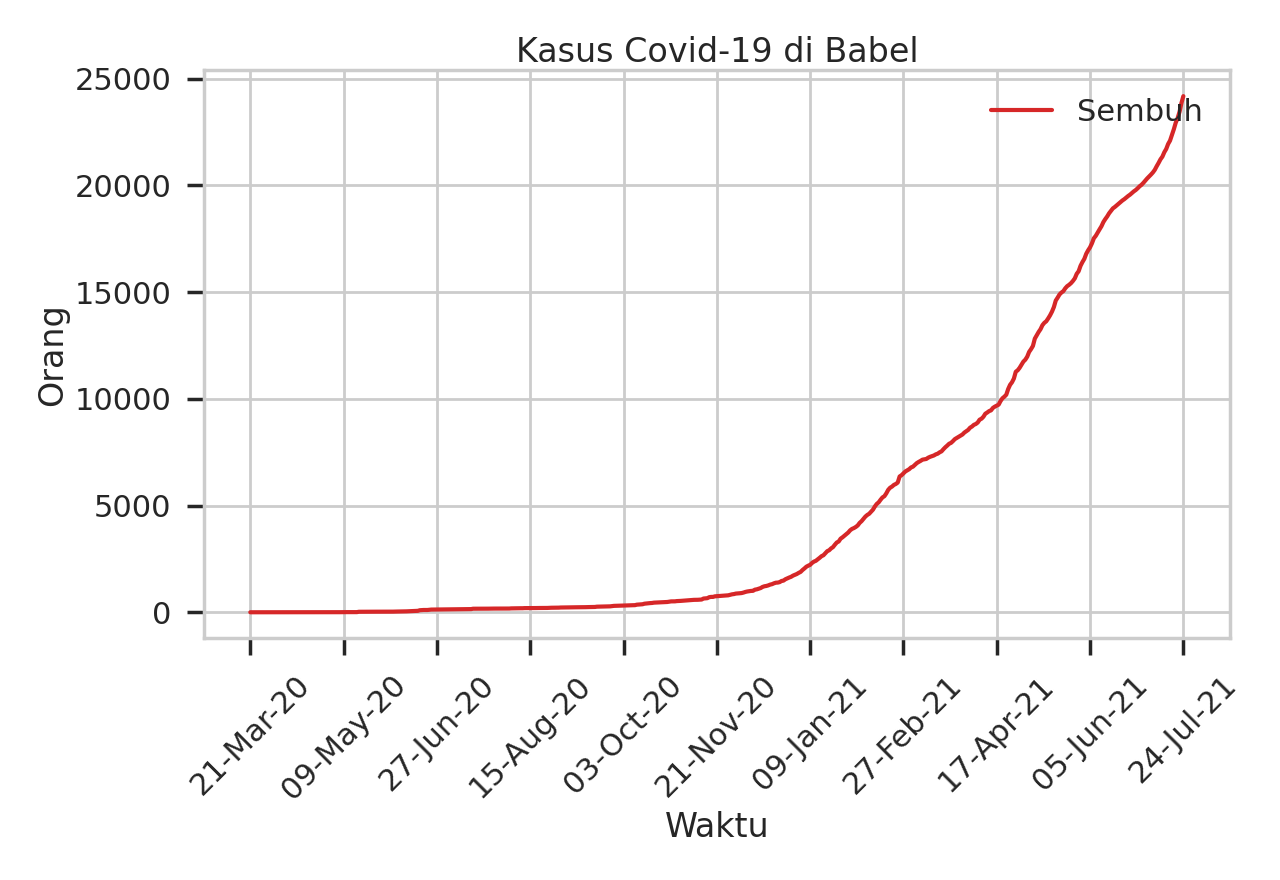 Kasus Covid-19 di Babel
Sembuh
Orang
25000
20000
15000
10000
5000
0
21-Mar-20
09-May-20
27-Jun-20
15-Aug-20
03-Oct-20
21-Nov-20
09-Jan-21
27-Feb-21
17-Apr-21
05-Jun-21
24-Jul-21
Waktu